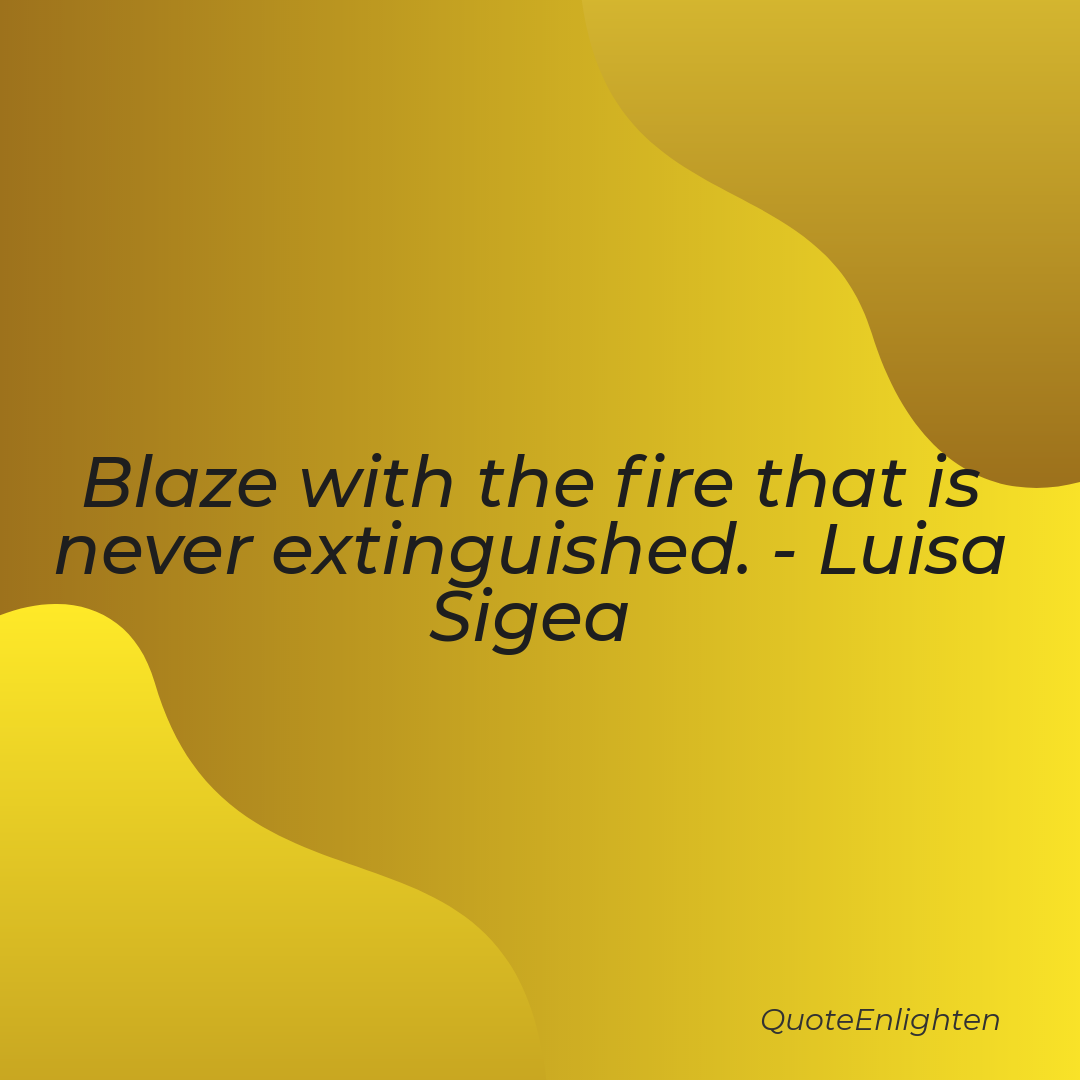 Blaze with the fire that is
never extinguished. - Luisa
Sigea
QuoteEnlighten